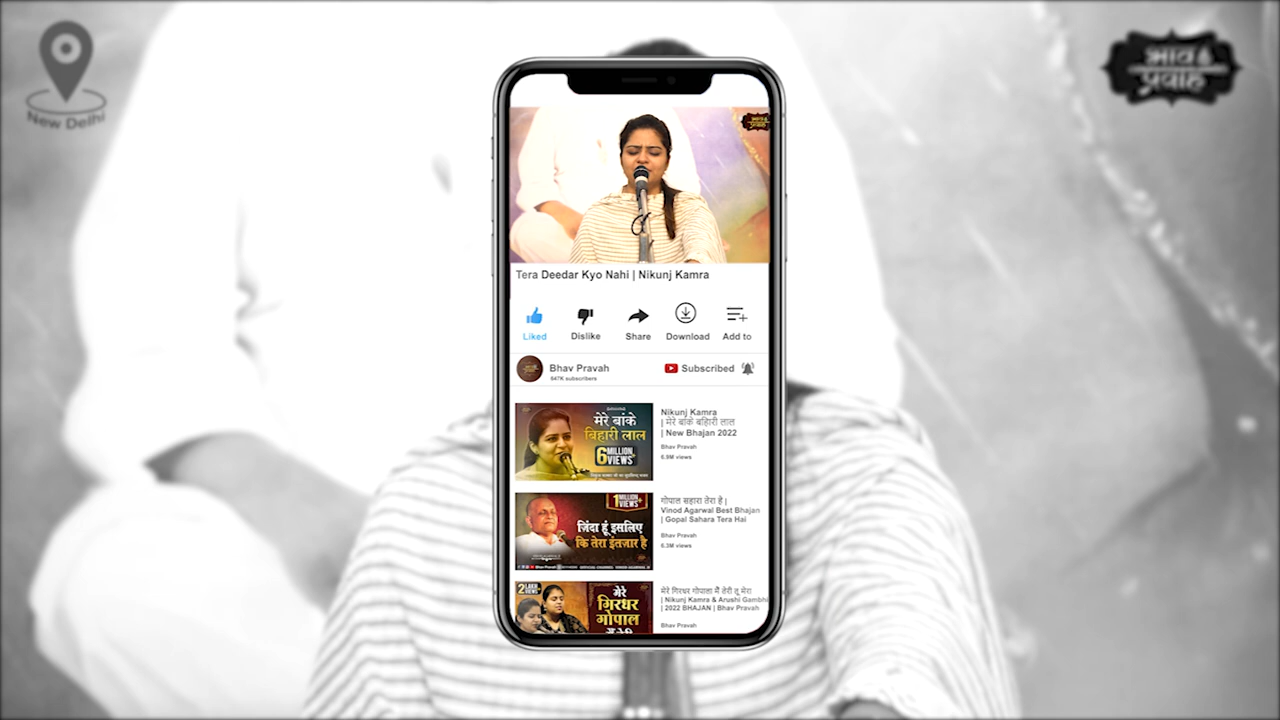 New Delhi
भाव
प्रवाह
भाव
प्रवाह
Tera Deedar Kyo Nahi | Nikunj Kamra
Liked
Dislike
Share
Download
Add to
Bhav Pravah
647K subscribers
Subscribed
मेरे बांके
बिहारी लाल
6 MILLION
VIEWS
Nikunj Kamra
| मेरे बांके बहिारी लाल
| New Bhajan 2022
Bhav Pravah
6.9M views
1 MILLION+
VIEWS
ज़िंदा हूं इसलिए
कि तेरा इंतज़ार है
गोपाल सहारा तेरा हे |
Vinod Agarwal Best Bhajan
| Gopal Sahara Tera Hai
Bhav Pravah
6.3M views
2 LAKH
VIEWS
मेरे
गिरधर
गोपाल
मेरे गिरधर गोपाला मैं तेरी तू मेरा
| Nikunj Kamra & Arushi Gambhi
| 2022 BHAJAN | Bhav Pravah
Bhav Pravah